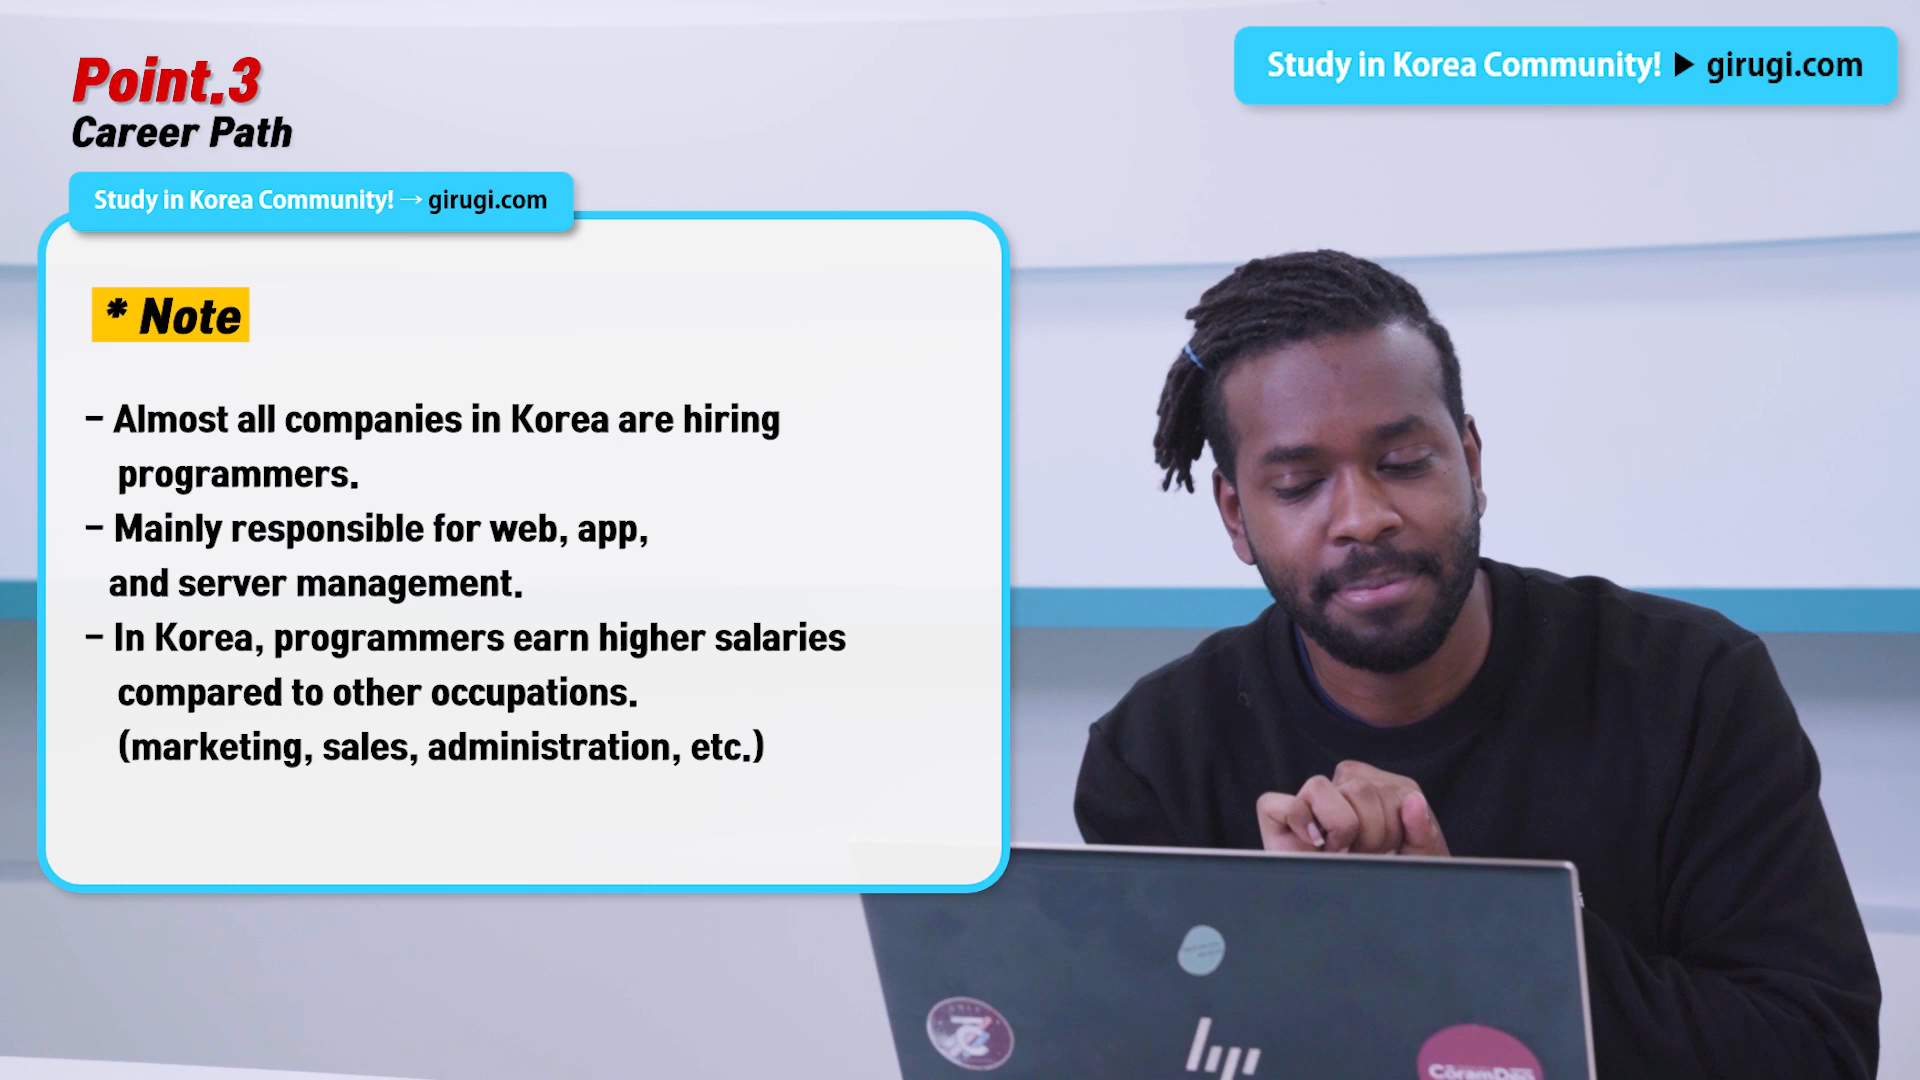 Point.3
Career Path
Study in Korea Community! ▶ girugi.com
Study in Korea Community! → girugi.com
* Note
– Almost all companies in Korea are hiring
programmers.
– Mainly responsible for web, app,
and server management.
– In Korea, programmers earn higher salaries
compared to other occupations.
(marketing, sales, administration, etc.)
hp
CōramDeo